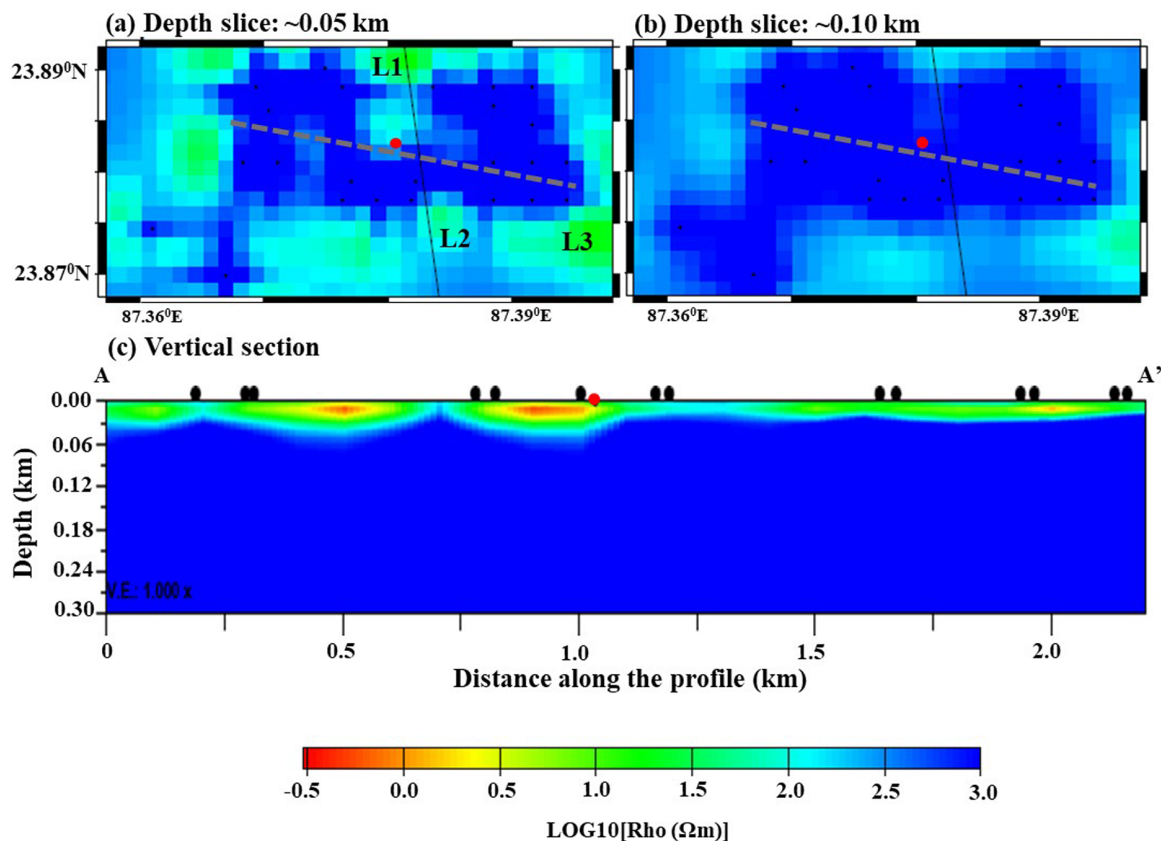 (a) Depth slice: ~0.05 km
(b) Depth slice: ~0.10 km
23.89⁰N
L1
L2
L3
23.87⁰N
87.36⁰E
87.39⁰E
87.36⁰E
87.39⁰E
(c) Vertical section
A
A’
0.00
0.06
0.12
0.18
0.24
0.30
Depth (km)
V.E.: 1.000 x
0
0.5
1.0
1.5
2.0
Distance along the profile (km)
-0.5
0.0
0.5
1.0
1.5
2.0
2.5
3.0
LOG10[Rho (Ωm)]